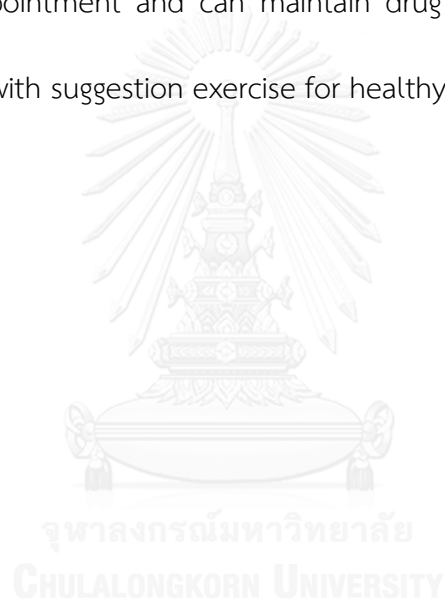 pointment and can maintain drug
with suggestion exercise for healthy
จุฬาลงกรณ์มหาวิทยาลัย
CHULALONGKORN UNIVERSITY